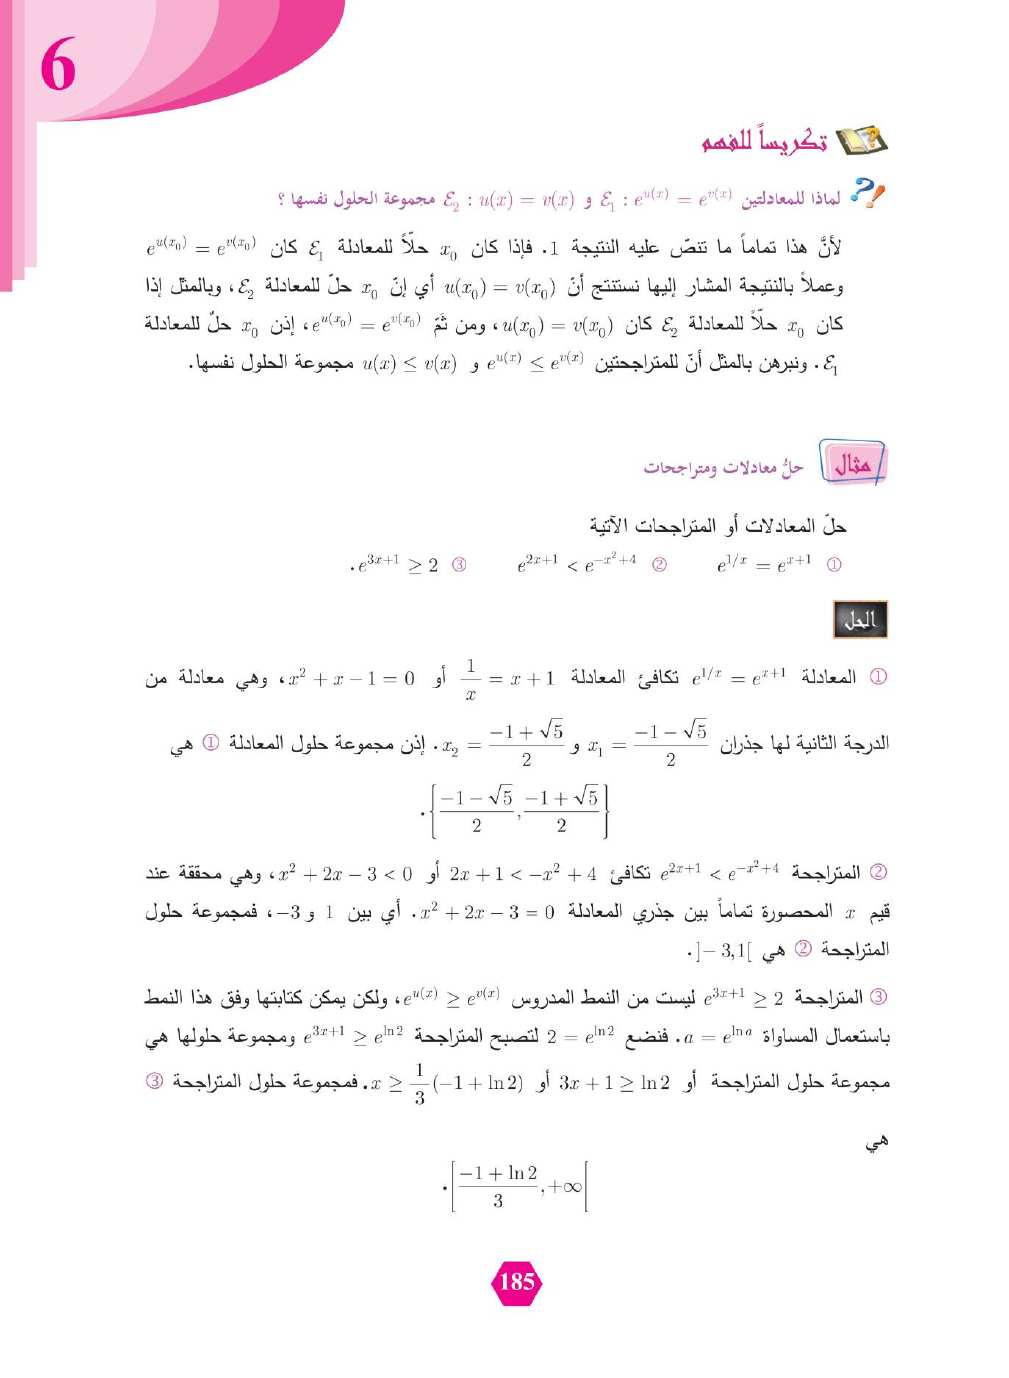 6
تكريساً للفهم
لماذا للمعادلتين $\mathcal{E}_1 : e^{u(x)} = e^{v(x)}$ و $\mathcal{E}_2 : u(x) = v(x)$ مجموعة الحلول نفسها ؟
لأنَّ هذا تماماً ما تنصّ عليه النتيجة 1. فإذا كان $x_0$ حلاًّ للمعادلة $\mathcal{E}_1$ كان $e^{u(x_0)} = e^{v(x_0)}$
وعملاً بالنتيجة المشار إليها نستنتج أنّ $u(x_0) = v(x_0)$ أي إنّ $x_0$ حلّ للمعادلة $\mathcal{E}_2$، وبالمثل إذا
كان $x_0$ حلاًّ للمعادلة $\mathcal{E}_2$ كان $u(x_0) = v(x_0)$، ومن ثَمّ $e^{u(x_0)} = e^{v(x_0)}$، إذن $x_0$ حلٌ للمعادلة
$\mathcal{E}_1$. ونبرهن بالمثل أنّ للمتراجحتين $e^{u(x)} \leq e^{v(x)}$ و $u(x) \leq v(x)$ مجموعة الحلول نفسها.
مثال
حلُّ معادلات ومتراجحات
حلّ المعادلات أو المتراجحات الآتية
① $e^{1/x} = e^{x+1}$ ② $e^{2x+1} < e^{-x^2+4}$ ③ $e^{3x+1} \geq 2$.
الحل
① المعادلة $e^{1/x} = e^{x+1}$ تكافئ المعادلة $\frac{1}{x} = x + 1$ أو $x^2 + x - 1 = 0$، وهي معادلة من
الدرجة الثانية لها جذران $x_1 = \frac{-1-\sqrt{5}}{2}$ و $x_2 = \frac{-1+\sqrt{5}}{2}$. إذن مجموعة حلول المعادلة ① هي
$\left\{\frac{-1-\sqrt{5}}{2}, \frac{-1+\sqrt{5}}{2}\right\}$.
② المتراجحة $e^{2x+1} < e^{-x^2+4}$ تكافئ $2x + 1 < -x^2 + 4$ أو $x^2 + 2x - 3 < 0$، وهي محققة عند
قيم $x$ المحصورة تماماً بين جذري المعادلة $x^2 + 2x - 3 = 0$. أي بين 1 و $-3$، فمجموعة حلول
المتراجحة ② هي $]-3,1[$.
③ المتراجحة $e^{3x+1} \geq 2$ ليست من النمط المدروس $e^{u(x)} \geq e^{v(x)}$، ولكن يمكن كتابتها وفق هذا النمط
باستعمال المساواة $a = e^{\ln a}$. فنضع $2 = e^{\ln 2}$ لتصبح المتراجحة $e^{3x+1} \geq e^{\ln 2}$ ومجموعة حلولها هي
مجموعة حلول المتراجحة أو $3x + 1 \geq \ln 2$ أو $x \geq \frac{1}{3}(-1 + \ln 2)$. فمجموعة حلول المتراجحة ③
هي
$\left[\frac{-1+\ln 2}{3}, +\infty\right[$.
185